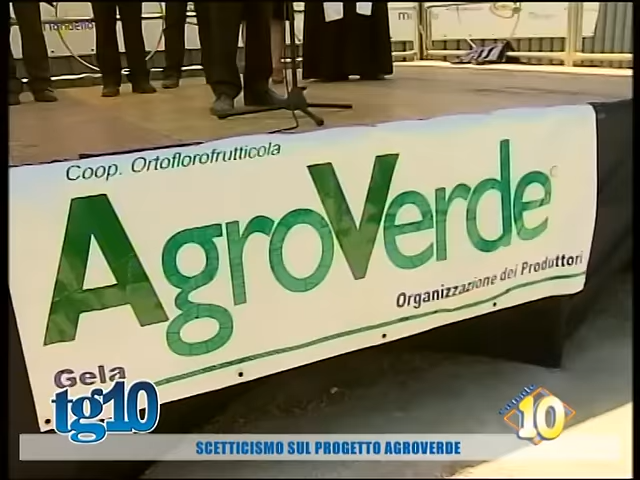 Coop. Ortoflorofrutticola
AgroVerde
Organizzazione dei Produttori
Gela
tg10
10
SCETTICISMO SUL PROGETTO AGROVERDE